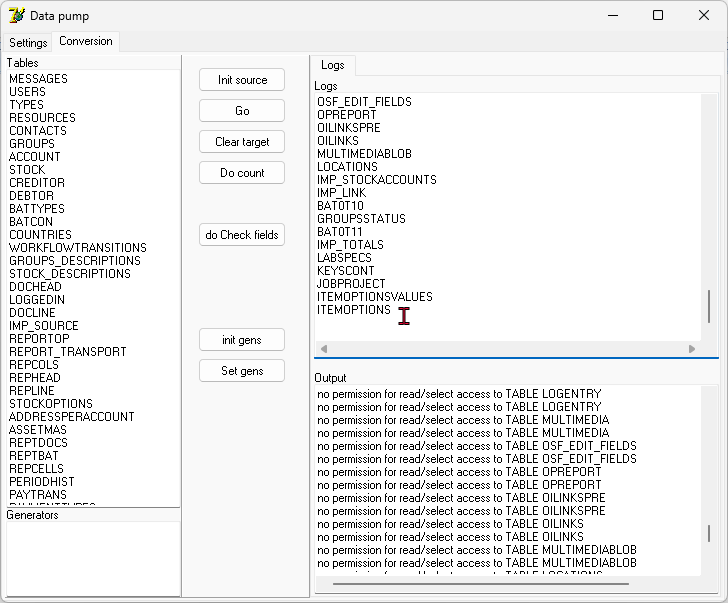 Data pump
Settings
Conversion
Tables
MESSAGES
USERS
TYPES
RESOURCES
CONTACTS
GROUPS
ACCOUNT
STOCK
CREDITOR
DEBTOR
BATTYPES
BATCON
COUNTRIES
WORKFLOWTRANSITIONS
GROUPS_DESCRIPTIONS
STOCK_DESCRIPTIONS
DOCHEAD
LOGGEDIN
DOCLINE
IMP_SOURCE
REPORTOP
REPORT_TRANSPORT
REPCOLS
REPHEAD
REPLINE
STOCKOPTIONS
ADDRESSPERACCOUNT
ASSETMAS
REPTDOCS
REPTBAT
REPCELLS
PERIODHIST
PAYTRANS
Generators
Init source
Go
Clear target
Do count
do Check fields
init gens
Set gens
Logs
Logs
OSF_EDIT_FIELDS
OPREPORT
OILINKSPRE
OILINKS
MULTIMEDIABLOB
LOCATIONS
IMP_STOCKACCOUNTS
IMP_LINK
BAT0T10
GROUPSSTATUS
BAT0T11
IMP_TOTALS
LABSPECS
KEYSCONT
JOBPROJECT
ITEMOPTIONSVALUES
ITEMOPTIONS
Output
no permission for read/select access to TABLE LOGENTRY
no permission for read/select access to TABLE LOGENTRY
no permission for read/select access to TABLE MULTIMEDIA
no permission for read/select access to TABLE MULTIMEDIA
no permission for read/select access to TABLE OSF_EDIT_FIELDS
no permission for read/select access to TABLE OSF_EDIT_FIELDS
no permission for read/select access to TABLE OPREPORT
no permission for read/select access to TABLE OPREPORT
no permission for read/select access to TABLE OILINKSPRE
no permission for read/select access to TABLE OILINKSPRE
no permission for read/select access to TABLE OILINKS
no permission for read/select access to TABLE OILINKS
no permission for read/select access to TABLE MULTIMEDIABLOB
no permission for read/select access to TABLE MULTIMEDIABLOB
no permission for read/select access to TABLE LOCATIONS